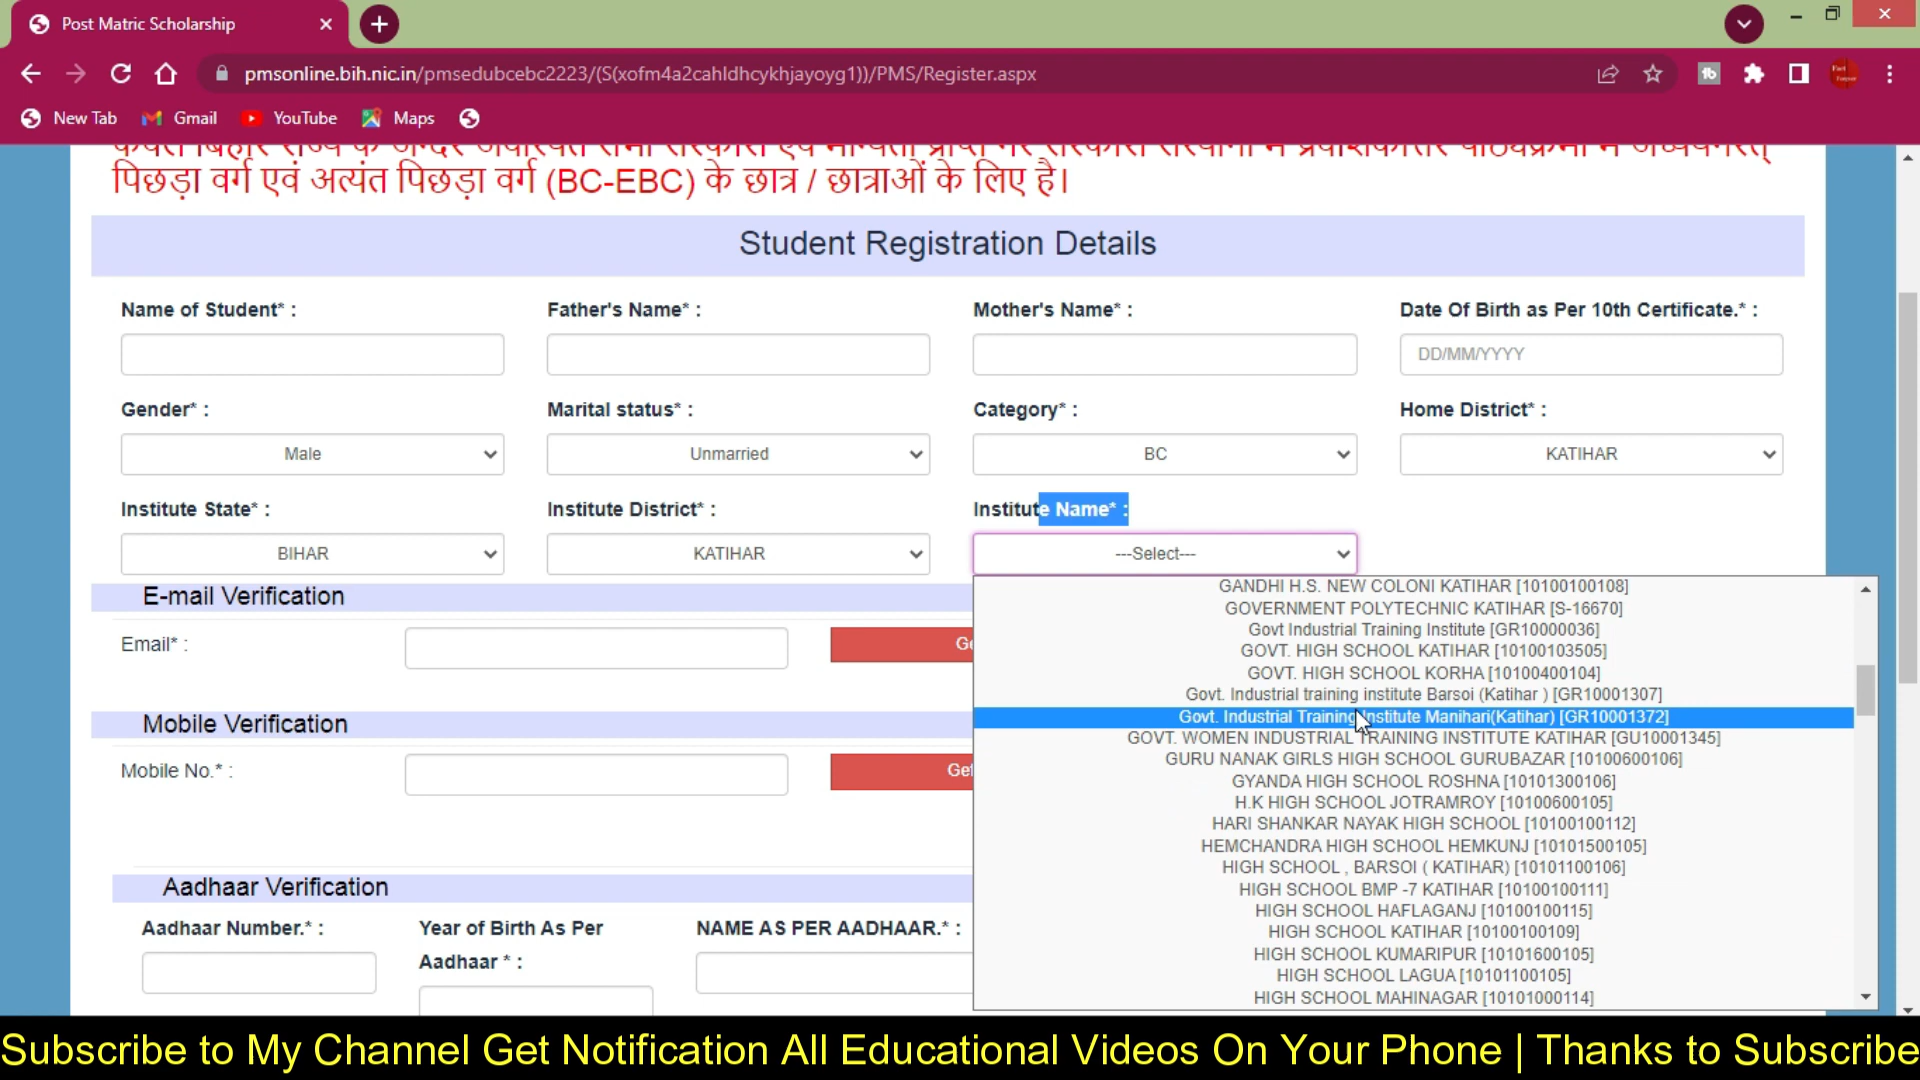 Post Matric Scholarship
pmsonline.bih.nic.in/pmsedubcebc2223/(S(xofm4a2cahldhcykhjayoyg1))/PMS/Register.aspx
New Tab Gmail YouTube Maps
पिछड़ा वर्ग एवं अत्यंत पिछड़ा वर्ग (BC-EBC) के छात्र / छात्राओं के लिए है।
Student Registration Details
Name of Student* : Father's Name* : Mother's Name* : Date Of Birth as Per 10th Certificate.* :
DD/MM/YYYY
Gender* : Marital status* : Category* : Home District* :
Male Unmarried BC KATIHAR
Institute State* : Institute District* : Institute Name* :
BIHAR KATIHAR ---Select---
GANDHI H.S. NEW COLONI KATIHAR [10100100108]
GOVERNMENT POLYTECHNIC KATIHAR [S-16670]
Govt Industrial Training Institute [GR10000036]
GOVT. HIGH SCHOOL KATIHAR [10100103505]
GOVT. HIGH SCHOOL KORHA [10100400104]
Govt. Industrial training institute Barsoi (Katihar ) [GR10001307]
Govt. Industrial Training Institute Manihari(Katihar) [GR10001372]
GOVT. WOMEN INDUSTRIAL TRAINING INSTITUTE KATIHAR [GU10001345]
GURU NANAK GIRLS HIGH SCHOOL GURUBAZAR [10100600106]
GYANDA HIGH SCHOOL ROSHNA [10101300106]
H.K HIGH SCHOOL JOTRAMROY [10100600105]
HARI SHANKAR NAYAK HIGH SCHOOL [10100100112]
HEMCHANDRA HIGH SCHOOL HEMKUNJ [10101500105]
HIGH SCHOOL , BARSOI ( KATIHAR) [10101100106]
HIGH SCHOOL BMP -7 KATIHAR [10100100111]
HIGH SCHOOL HAFLAGANJ [10100100115]
HIGH SCHOOL KATIHAR [10100100109]
HIGH SCHOOL KUMARIPUR [10101600105]
HIGH SCHOOL LAGUA [10101100105]
HIGH SCHOOL MAHINAGAR [10101000114]
E-mail Verification
Email* :
Mobile Verification
Mobile No.* :
Aadhaar Verification
Aadhaar Number.* : Year of Birth As Per Aadhaar * : NAME AS PER AADHAAR.* :
Subscribe to My Channel Get Notification All Educational Videos On Your Phone | Thanks to Subscribe